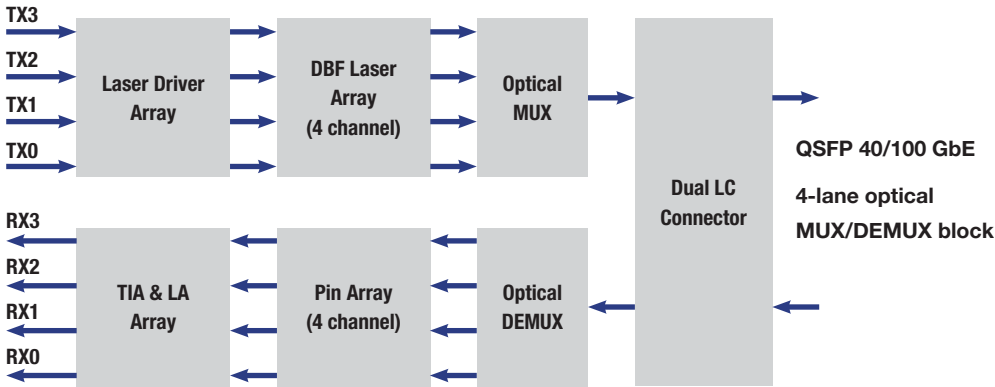 TX3
TX2
TX1
TX0
Laser Driver
Array
DBF Laser
Array
(4 channel)
Optical
MUX
Dual LC
Connector
QSFP 40/100 GbE
4-lane optical
MUX/DEMUX block
RX3
RX2
RX1
RX0
TIA & LA
Array
Pin Array
(4 channel)
Optical
DEMUX